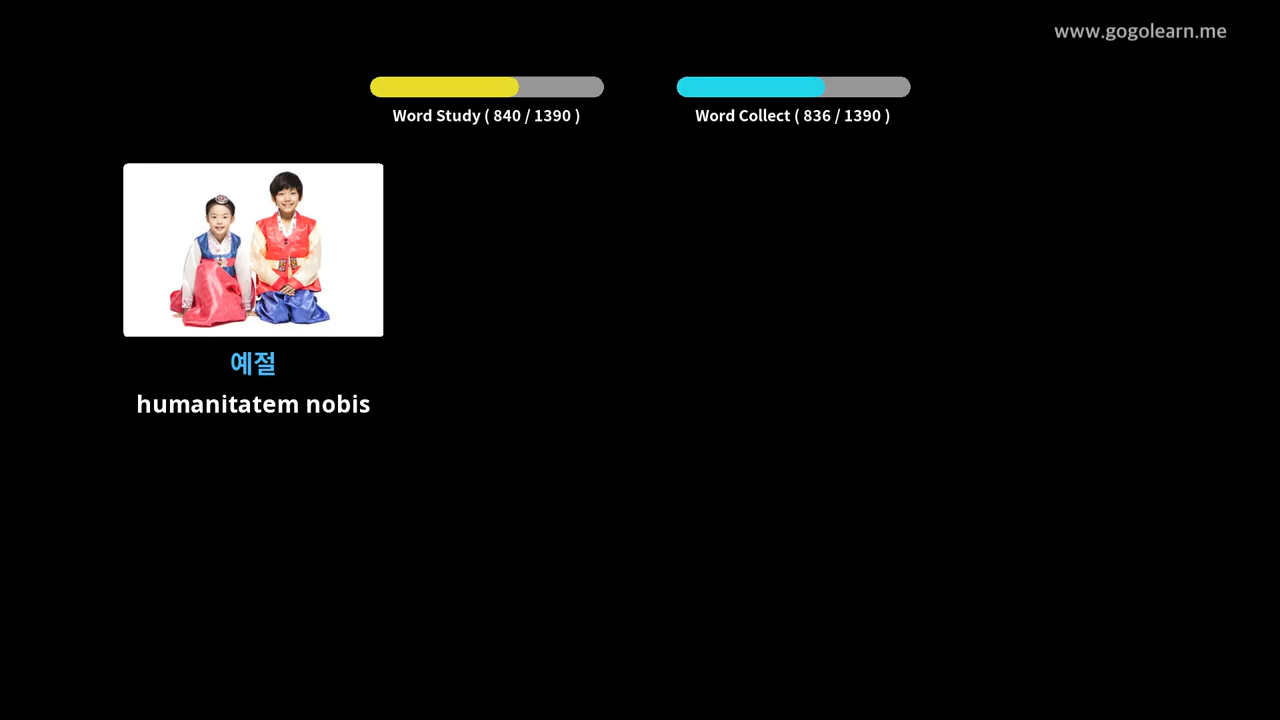 www.gogolearn.me
Word Study ( 840 / 1390 )
Word Collect ( 836 / 1390 )
예절
humanitatem nobis